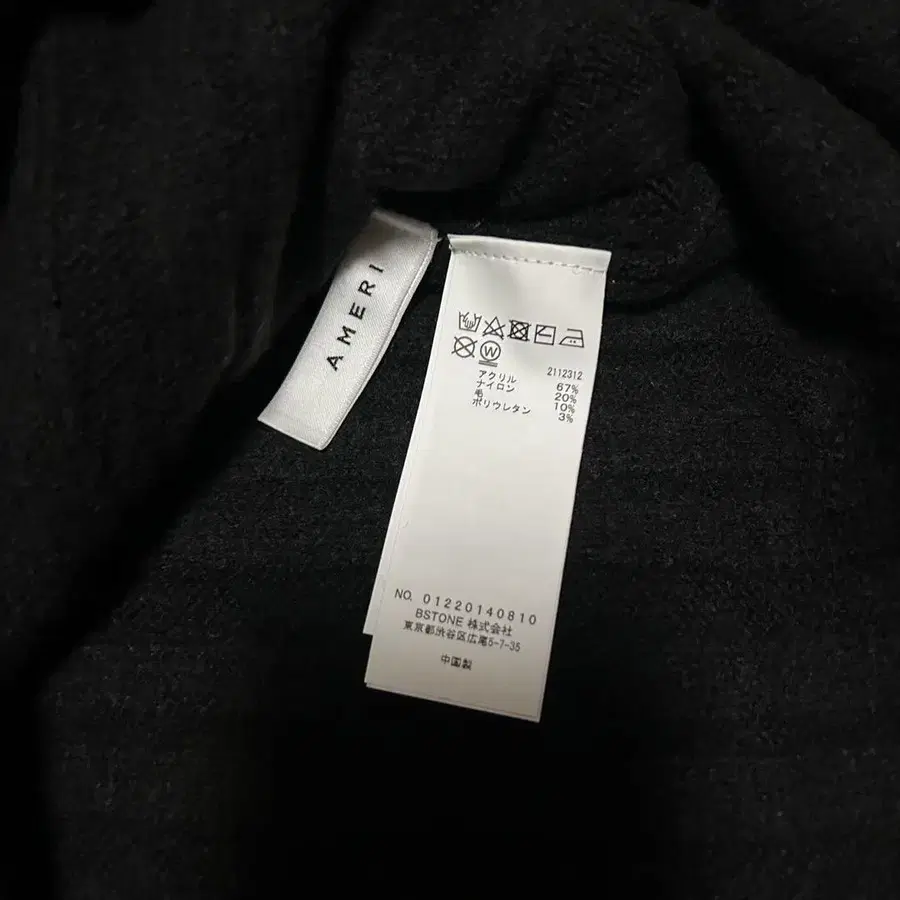 AMERI
W
2112312
アクリル 67%
ナイロン 20%
毛 10%
ポリウレタン 3%
NO. 01220140810
BSTONE 株式会社
東京都渋谷区広尾5-7-35
中国製